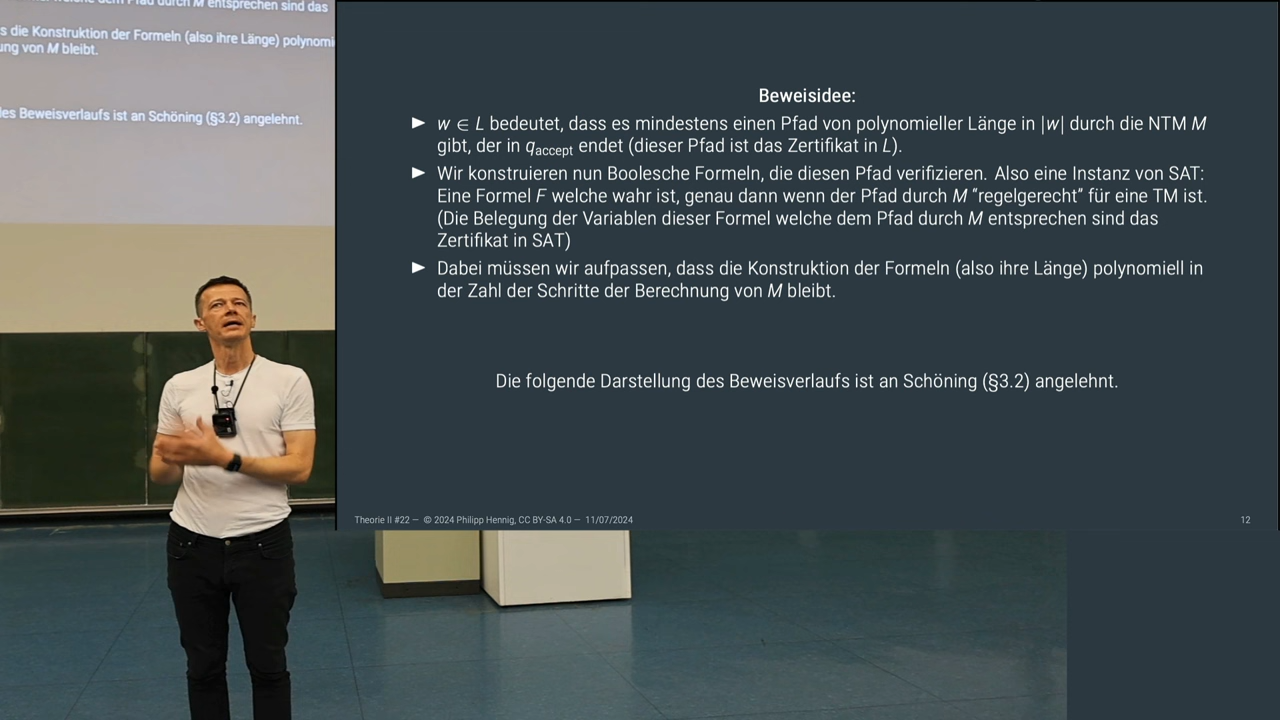 dem Pfad durch M entsprechen sind das
s die Konstruktion der Formeln (also ihre Länge) polynomi
ung von M bleibt.
des Beweisverlaufs ist an Schöning (§3.2) angelehnt.
Beweisidee:
► w ∈ L bedeutet, dass es mindestens einen Pfad von polynomieller Länge in |w| durch die NTM M
gibt, der in q_accept endet (dieser Pfad ist das Zertifikat in L).
► Wir konstruieren nun Boolesche Formeln, die diesen Pfad verifizieren. Also eine Instanz von SAT:
Eine Formel F welche wahr ist, genau dann wenn der Pfad durch M “regelgerecht” für eine TM ist.
(Die Belegung der Variablen dieser Formel welche dem Pfad durch M entsprechen sind das
Zertifikat in SAT)
► Dabei müssen wir aufpassen, dass die Konstruktion der Formeln (also ihre Länge) polynomiell in
der Zahl der Schritte der Berechnung von M bleibt.
Die folgende Darstellung des Beweisverlaufs ist an Schöning (§3.2) angelehnt.
Theorie II #22 — © 2024 Philipp Hennig, CC BY-SA 4.0 — 11/07/2024
12